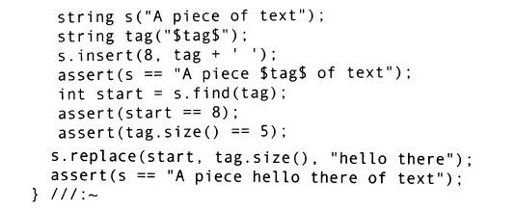 string s("A piece of text");
string tag("$tag$");
s.insert(8, tag + ' ');
assert(s == "A piece $tag$ of text");
int start = s.find(tag);
assert(start == 8);
assert(tag.size() == 5);
s.replace(start, tag.size(), "hello there");
assert(s == "A piece hello there of text");
} ///:~